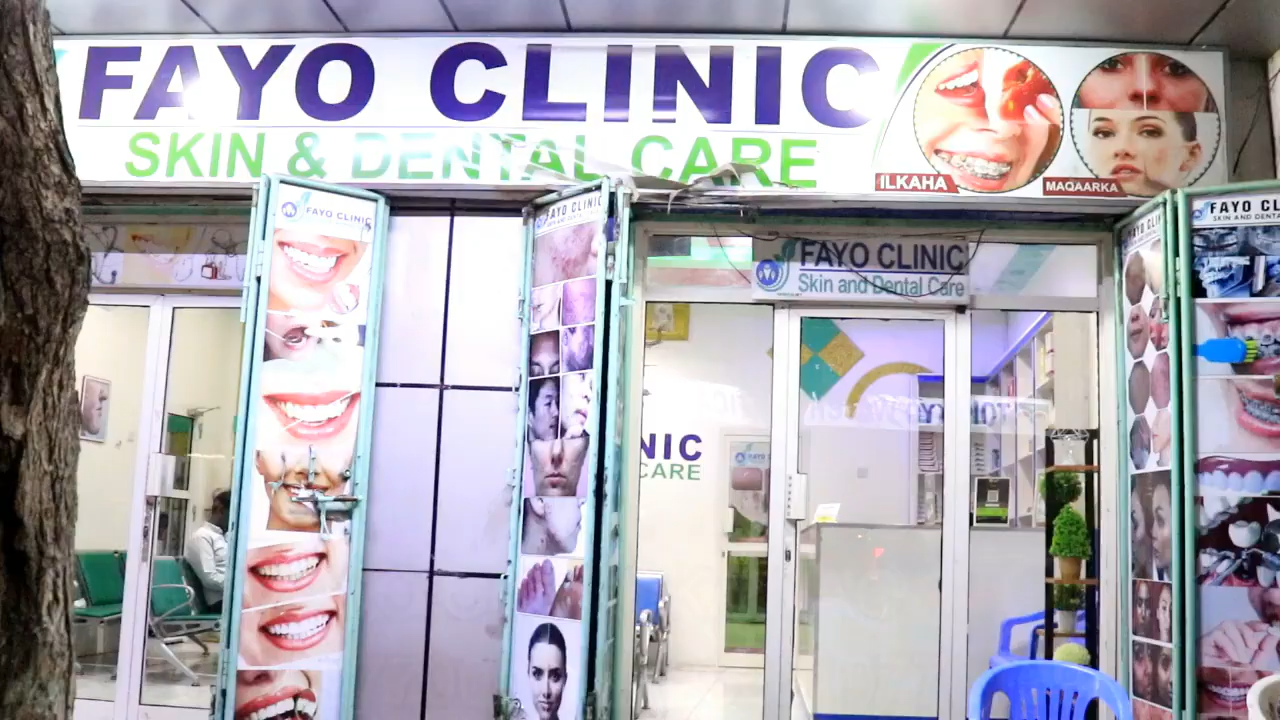 FAYO CLINIC
SKIN & DENTAL CARE
ILKAHA
MAQAARKA
FAYO CLINIC
FAYO CLINIC
FAYO CLINIC
Skin and Dental Care
NIC
CARE
FAYO CL
SKIN AND DENTA